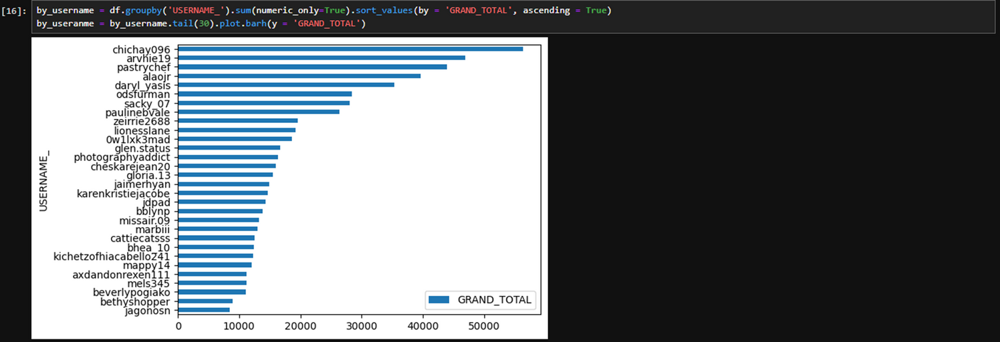 [16]: by_username = df.groupby('USERNAME_').sum(numeric_only=True).sort_values(by = 'GRAND_TOTAL', ascending = True)
by_useranme = by_username.tail(30).plot.barh(y = 'GRAND_TOTAL')
chichay096
arvhie19
pastrychef
alaojr
daryl_yasis
odsfurman
sacky_07
paulinebvale
zeirrie2688
lionesslane
0w1lxk3mad
glen.status
photographyaddict
cheskarejean20
gloria.13
jaimerhyan
karenkristiejacobe
jdpad
bblynp
missair.09
marbiii
cattiecatsss
bhea_10
kichetzofhiacabello241
mappy14
axdandonrexen111
mels345
beverlypogiako
bethyshopper
jagonosn
USERNAME_
GRAND_TOTAL
0 10000 20000 30000 40000 50000